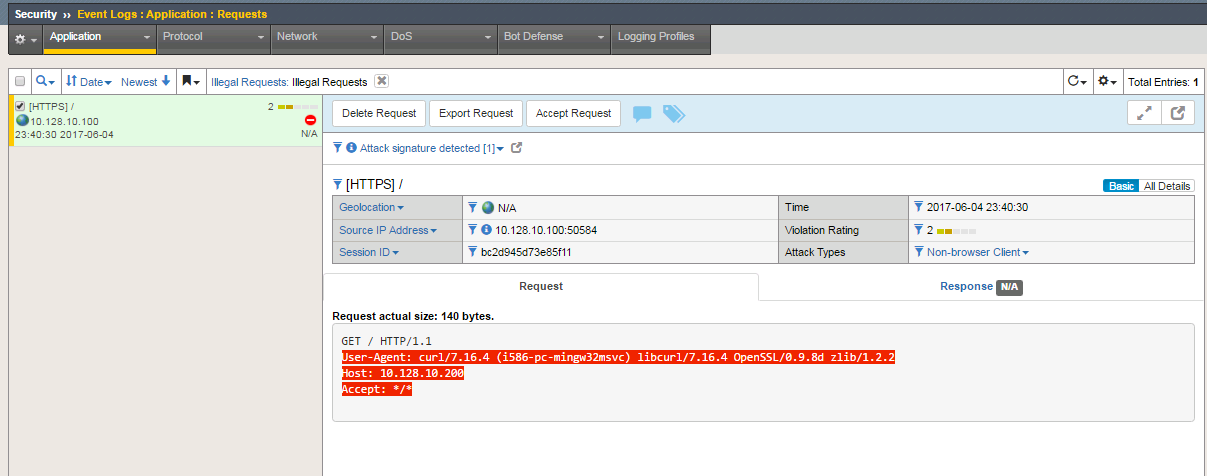 Security ›› Event Logs : Application : Requests
Application Protocol Network DoS Bot Defense Logging Profiles
Date Newest Illegal Requests: Illegal Requests Total Entries: 1
[HTTPS] / 2
10.128.10.100
23:40:30 2017-06-04 N/A
Delete Request Export Request Accept Request
Attack signature detected [1]
[HTTPS] / Basic All Details
Geolocation N/A Time 2017-06-04 23:40:30
Source IP Address 10.128.10.100:50584 Violation Rating 2
Session ID bc2d945d73e85f11 Attack Types Non-browser Client
Request Response N/A
Request actual size: 140 bytes.
GET / HTTP/1.1
User-Agent: curl/7.16.4 (i586-pc-mingw32msvc) libcurl/7.16.4 OpenSSL/0.9.8d zlib/1.2.2
Host: 10.128.10.200
Accept: */*